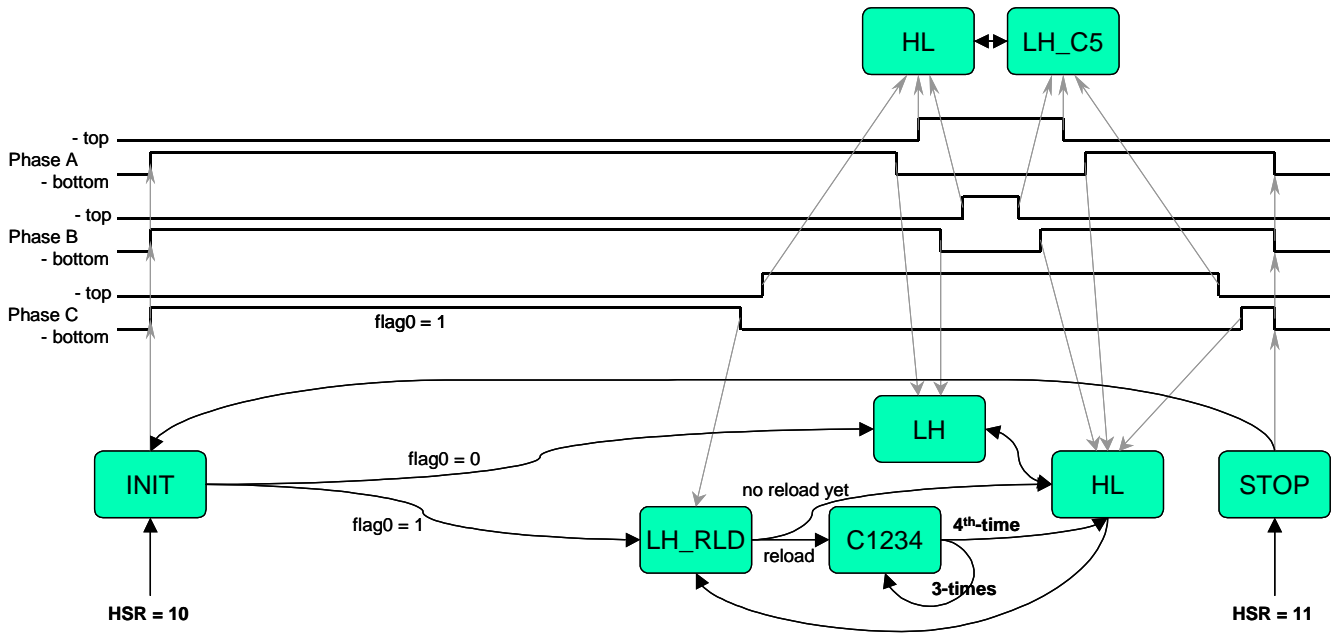 HL
LH_C5
- top
Phase A
- bottom
- top
Phase B
- bottom
- top
Phase C
- bottom
flag0 = 1
LH
INIT
flag0 = 0
flag0 = 1
no reload yet
HL
STOP
LH_RLD
reload
C1234
4th-time
3-times
HSR = 10
HSR = 11